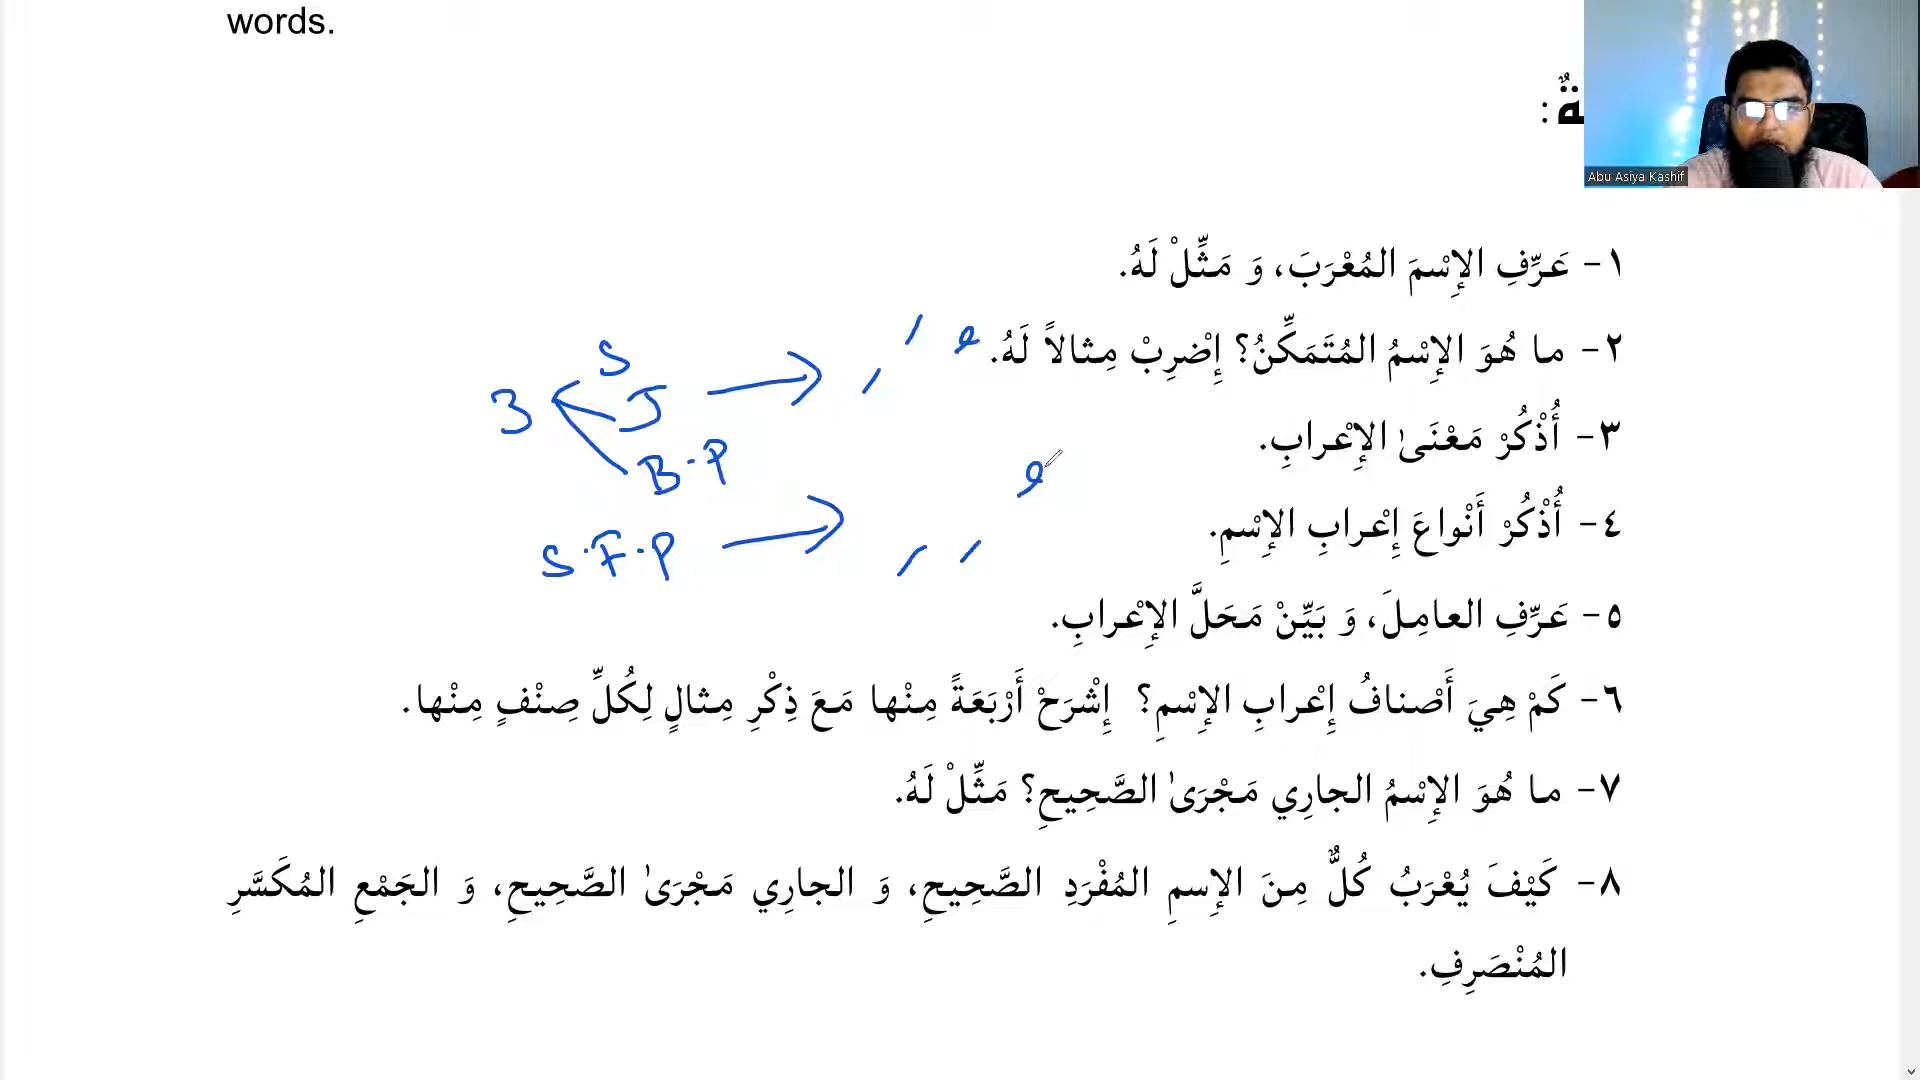 words.
ةٌ :
Abu Asiya Kashif
١- عَرِّفِ الإِسْمَ المُعْرَبَ، وَ مَثِّلْ لَهُ.
٢- ما هُوَ الإِسْمُ المُتَمَكِّنُ؟ إِضْرِبْ مِثالاً لَهُ.
٣- أُذْكُرْ مَعْنَىٰ الإِعْرابِ.
٤- أُذْكُرْ أَنْواعَ إِعْرابِ الإِسْمِ.
٥- عَرِّفِ العامِلَ، وَ بَيِّنْ مَحَلَّ الإِعْرابِ.
٦- كَمْ هِيَ أَصْنافُ إِعْرابِ الإِسْمِ؟ إِشْرَحْ أَرْبَعَةً مِنْها مَعَ ذِكْرِ مِثالٍ لِكُلِّ صِنْفٍ مِنْها.
٧- ما هُوَ الإِسْمُ الجارِي مَجْرَىٰ الصَّحِيحِ؟ مَثِّلْ لَهُ.
٨- كَيْفَ يُعْرَبُ كُلٌّ مِنَ الإِسمِ المُفْرَدِ الصَّحِيحِ، وَ الجارِي مَجْرَىٰ الصَّحِيحِ، وَ الجَمْعِ المُكَسَّرِ
المُنْصَرِفِ.
S
3 J
B.P
S.F.P